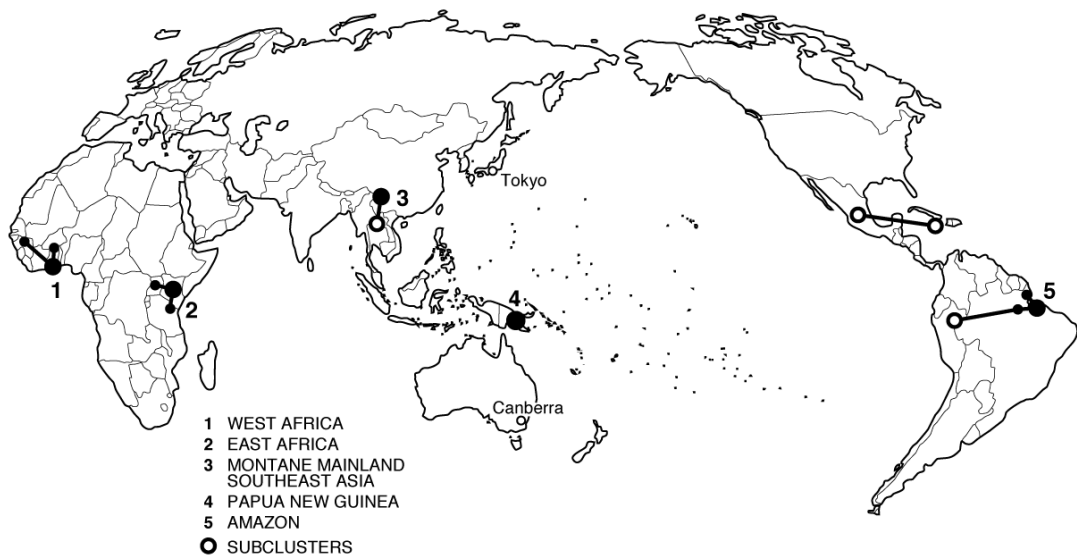 Tokyo
3
1
2
4
5
Canberra
1 WEST AFRICA
2 EAST AFRICA
3 MONTANE MAINLAND
SOUTHEAST ASIA
4 PAPUA NEW GUINEA
5 AMAZON
SUBCLUSTERS